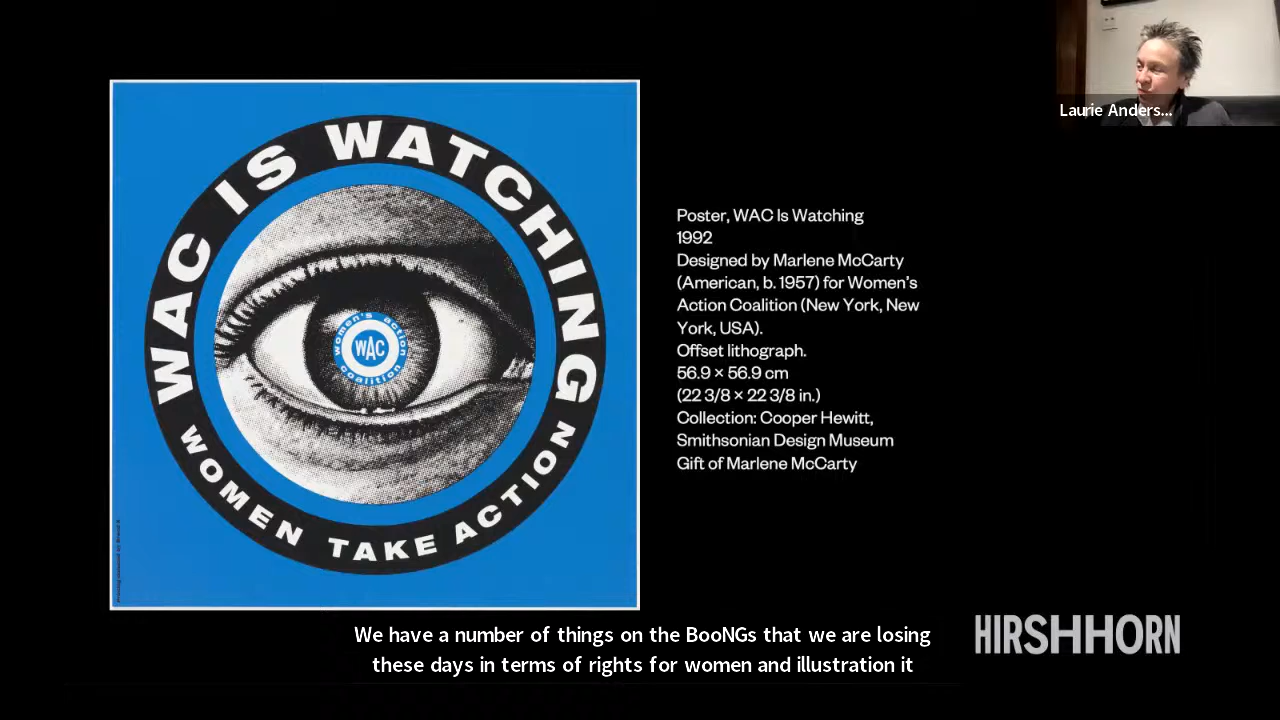 WAC IS WATCHING
WOMEN TAKE ACTION
women's action
WAC
coalition
Laurie Anders...
Poster, WAC Is Watching
1992
Designed by Marlene McCarty
(American, b. 1957) for Women's
Action Coalition (New York, New
York, USA).
Offset lithograph.
56.9 × 56.9 cm
(22 3/8 × 22 3/8 in.)
Collection: Cooper Hewitt,
Smithsonian Design Museum
Gift of Marlene McCarty
We have a number of things on the BooNGs that we are losing
these days in terms of rights for women and illustration it
HIRSHHORN